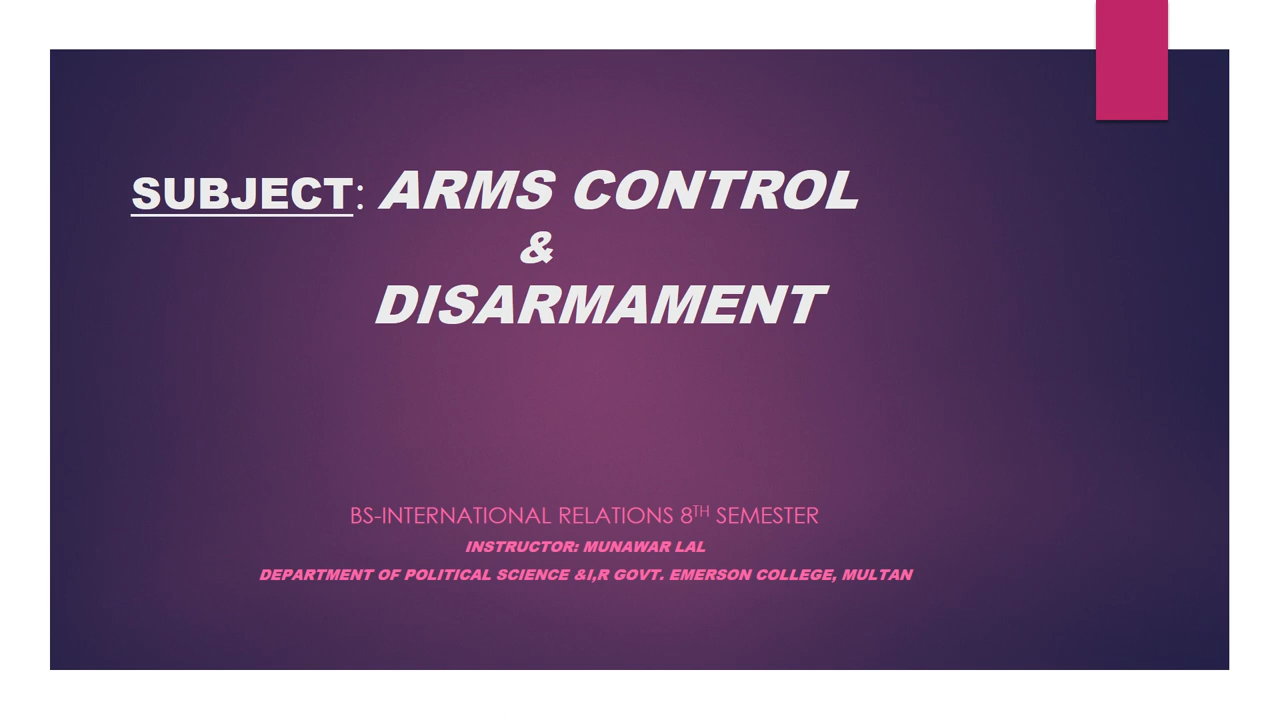 SUBJECT: ARMS CONTROL
&
DISARMAMENT
BS-INTERNATIONAL RELATIONS 8TH SEMESTER
INSTRUCTOR: MUNAWAR LAL
DEPARTMENT OF POLITICAL SCIENCE &I,R GOVT. EMERSON COLLEGE, MULTAN